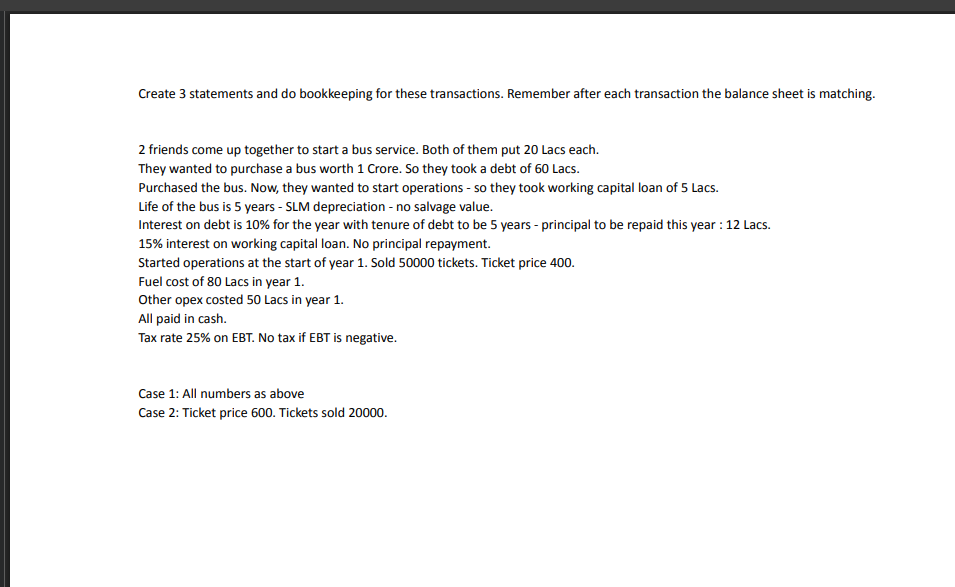 Create 3 statements and do bookkeeping for these transactions. Remember after each transaction the balance sheet is matching.
2 friends come up together to start a bus service. Both of them put 20 Lacs each.
They wanted to purchase a bus worth 1 Crore. So they took a debt of 60 Lacs.
Purchased the bus. Now, they wanted to start operations - so they took working capital loan of 5 Lacs.
Life of the bus is 5 years - SLM depreciation - no salvage value.
Interest on debt is 10% for the year with tenure of debt to be 5 years - principal to be repaid this year : 12 Lacs.
15% interest on working capital loan. No principal repayment.
Started operations at the start of year 1. Sold 50000 tickets. Ticket price 400.
Fuel cost of 80 Lacs in year 1.
Other opex costed 50 Lacs in year 1.
All paid in cash.
Tax rate 25% on EBT. No tax if EBT is negative.
Case 1: All numbers as above
Case 2: Ticket price 600. Tickets sold 20000.